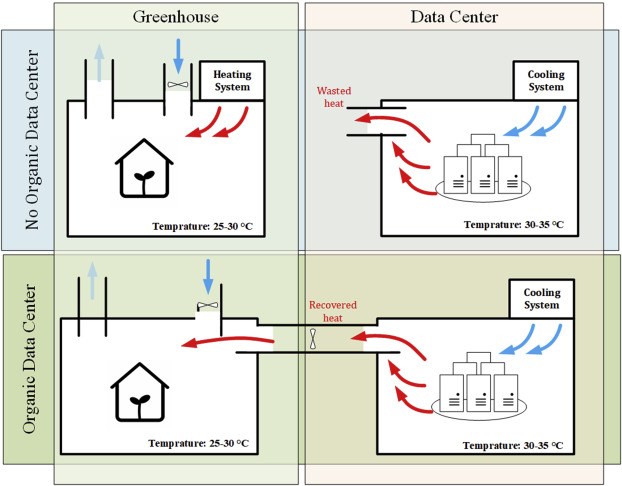 Greenhouse
Data Center
No Organic Data Center
Heating
System
Temprature: 25-30 °C
Wasted
heat
Cooling
System
Temprature: 30-35 °C
Organic Data Center
Temprature: 25-30 °C
Recovered
heat
Cooling
System
Temprature: 30-35 °C